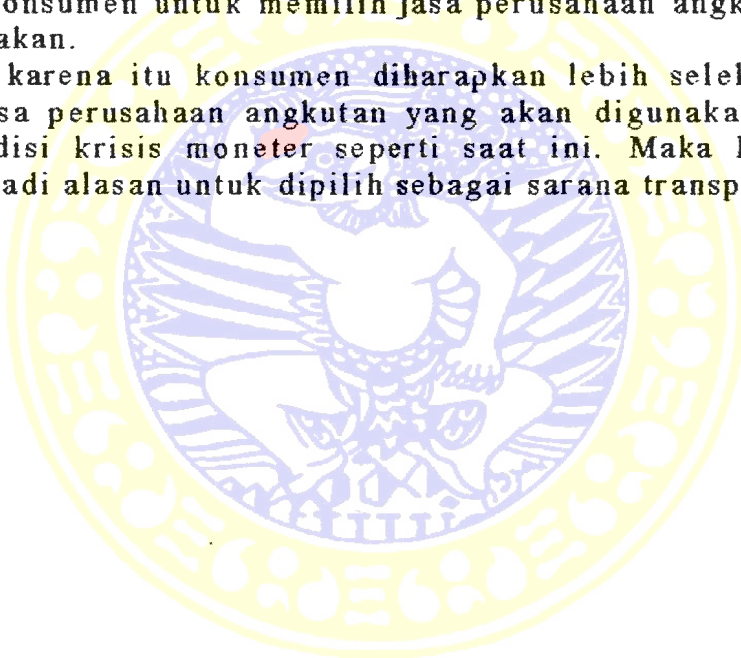 onsumen untuk memilih jasa perusahaan angk
akan.
karena itu konsumen diharapkan lebih selek
sa perusahaan angkutan yang akan digunaka
disi krisis moneter seperti saat ini. Maka
adi alasan untuk dipilih sebagai sarana transp